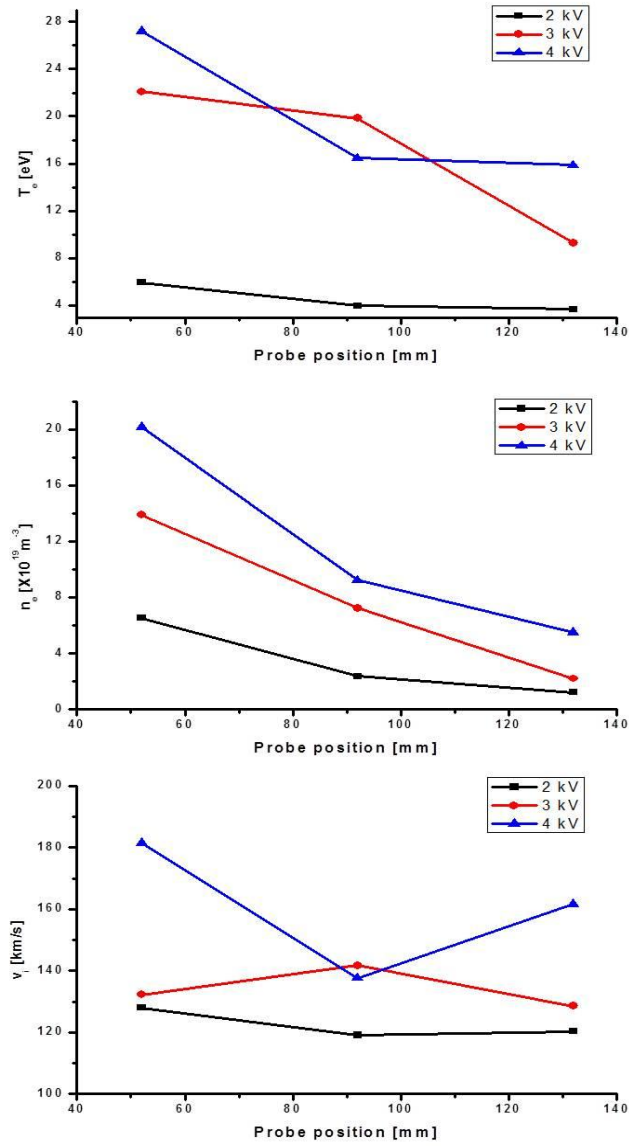 28
24
20
16
12
8
4
T_e [eV]
40 60 80 100 120 140
Probe position [mm]
2 kV
3 kV
4 kV
20
16
12
8
4
0
n_e [X10^19 m^-3]
40 60 80 100 120 140
Probe position [mm]
2 kV
3 kV
4 kV
200
180
160
140
120
100
v_i [km/s]
40 60 80 100 120 140
Probe position [mm]
2 kV
3 kV
4 kV